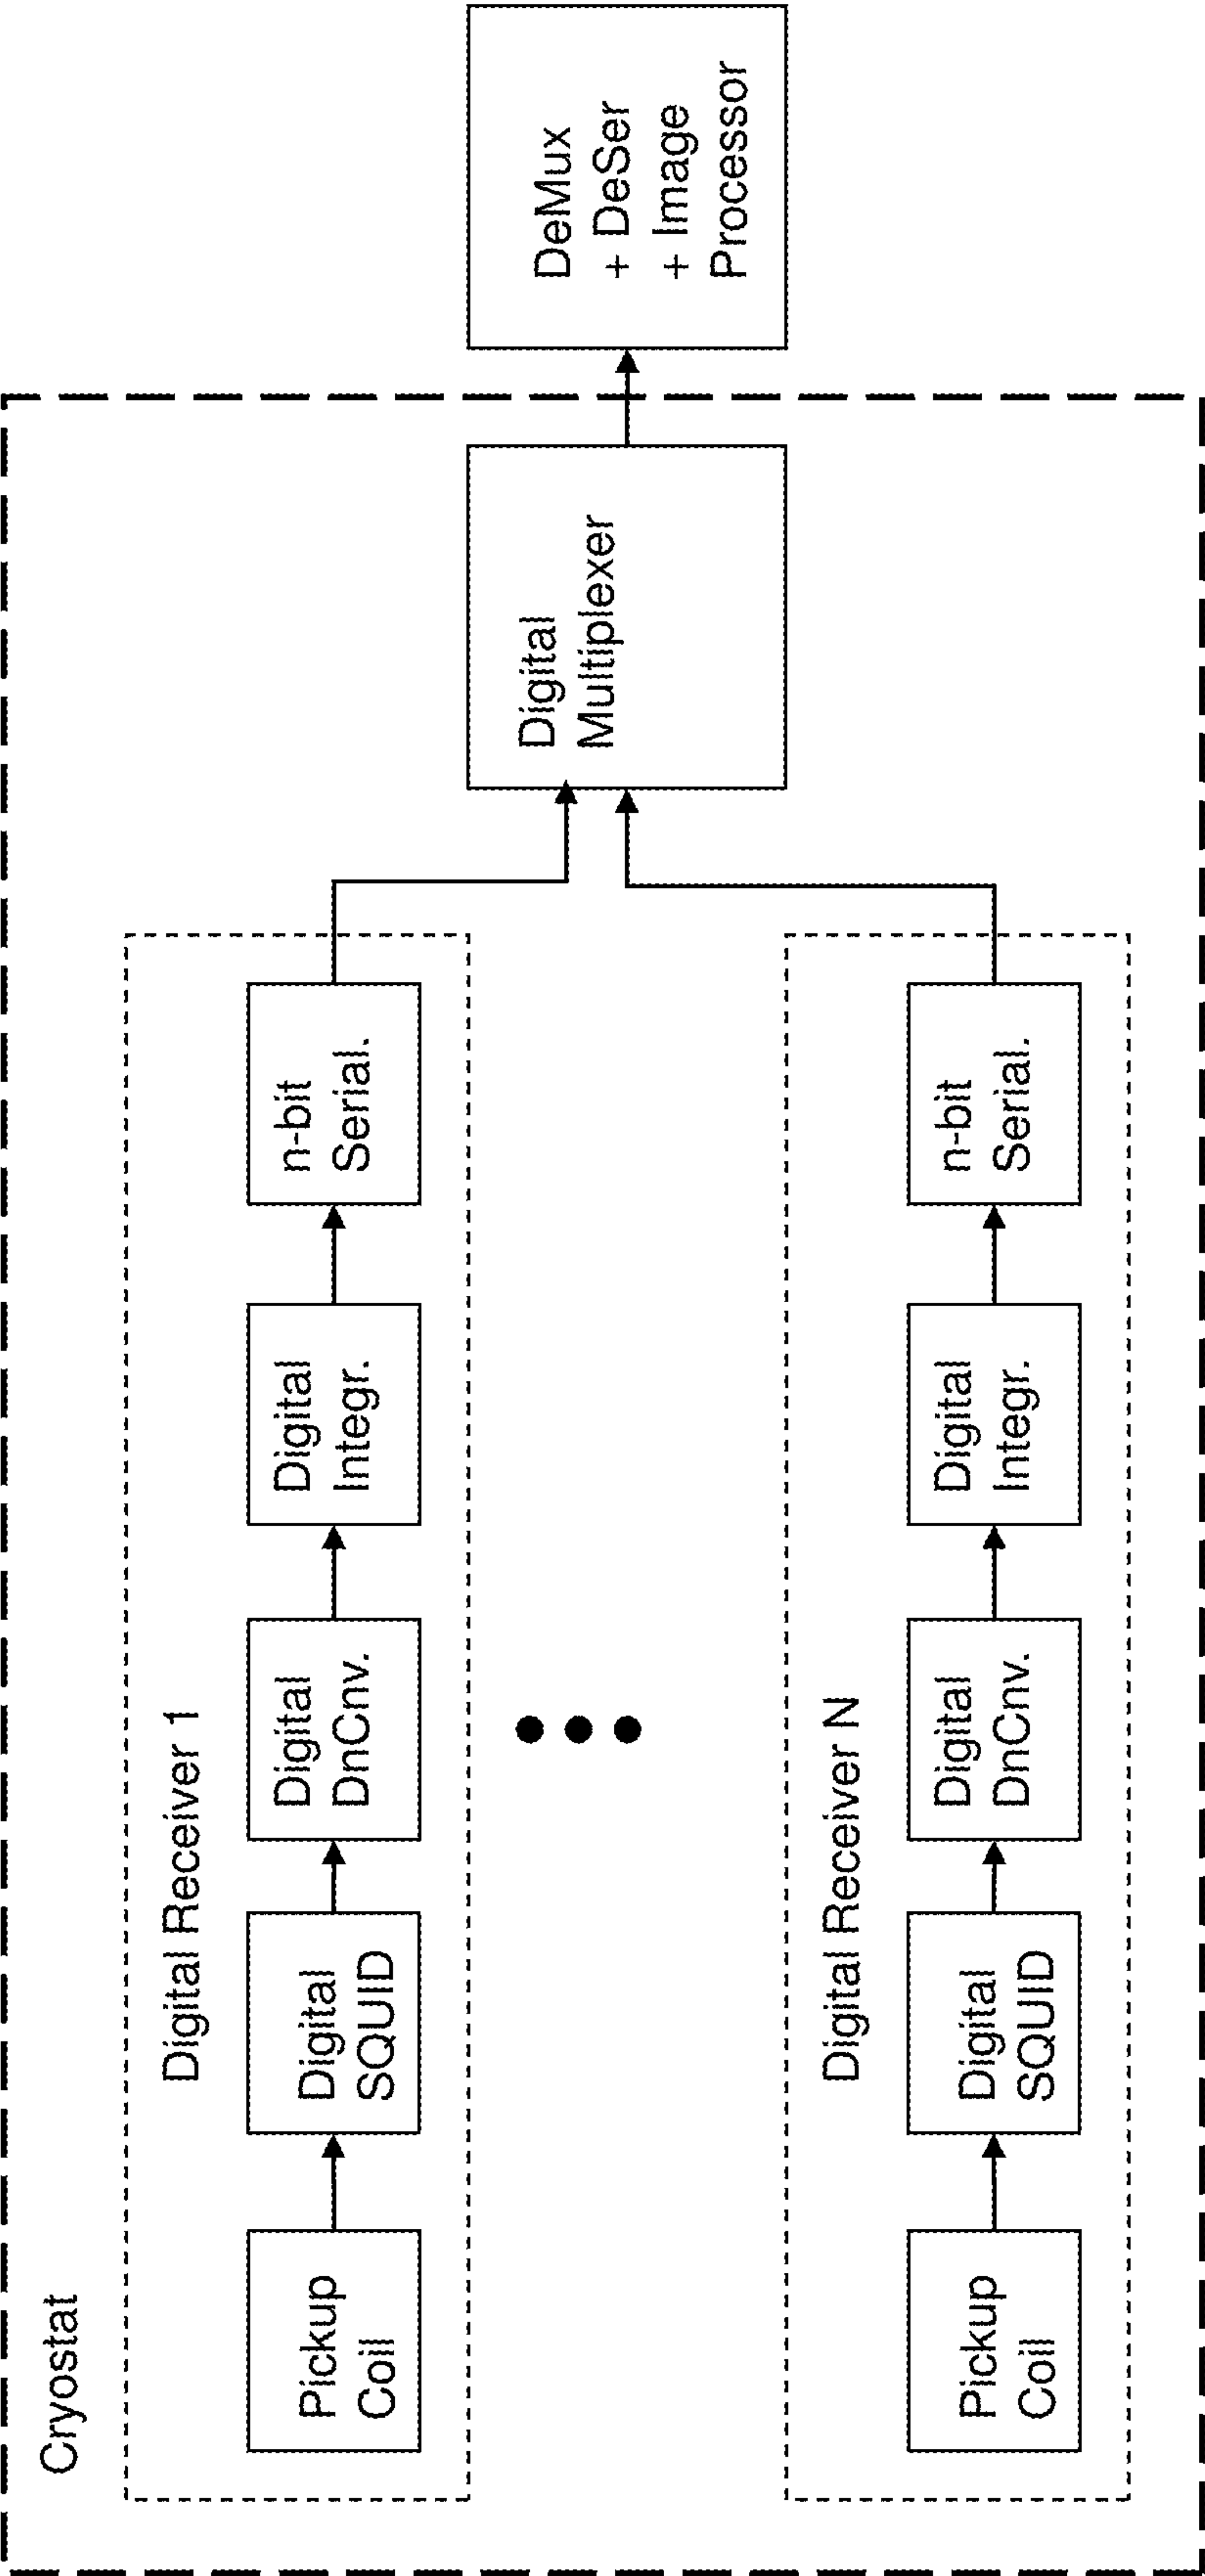 Cryostat
Digital Receiver 1
Pickup
Coil
Digital
SQUID
Digital
DnCnv.
Digital
Integr.
n-bit
Serial.
Digital Receiver N
Pickup
Coil
Digital
SQUID
Digital
DnCnv.
Digital
Integr.
n-bit
Serial.
Digital
Multiplexer
DeMux
+ DeSer
+ Image
Processor